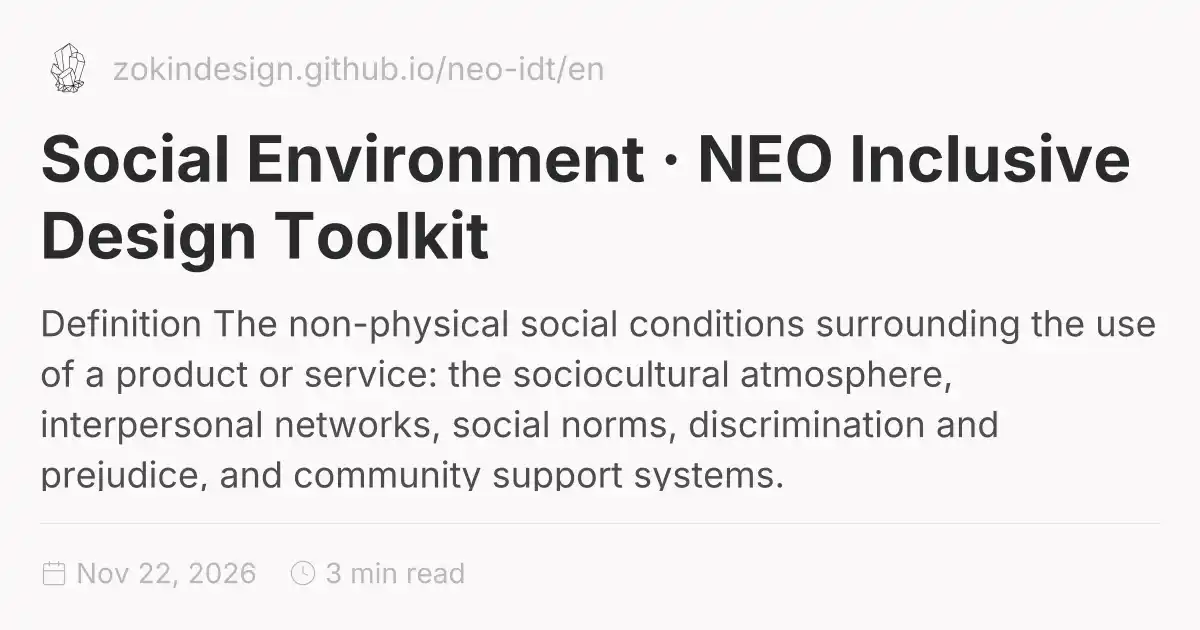 zokindesign.github.io/neo-idt/en
Social Environment · NEO Inclusive
Design Toolkit
Definition The non-physical social conditions surrounding the use
of a product or service: the sociocultural atmosphere,
interpersonal networks, social norms, discrimination and
prejudice, and community support systems.
Nov 22, 2026 3 min read